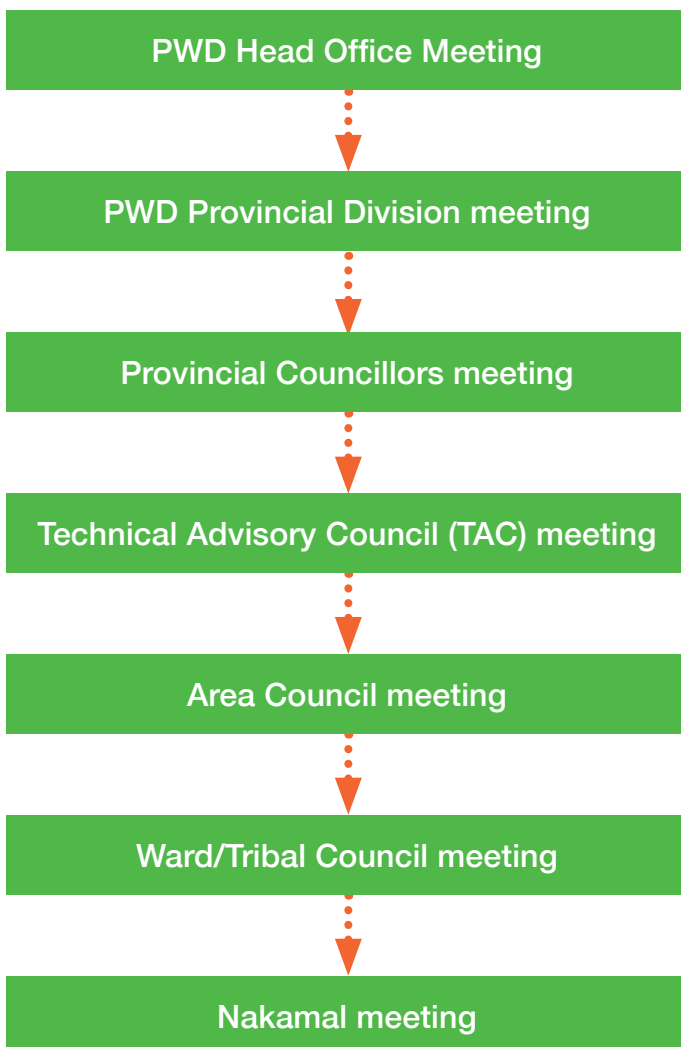 PWD Head Office Meeting
PWD Provincial Division meeting
Provincial Councillors meeting
Technical Advisory Council (TAC) meeting
Area Council meeting
Ward/Tribal Council meeting
Nakamal meeting